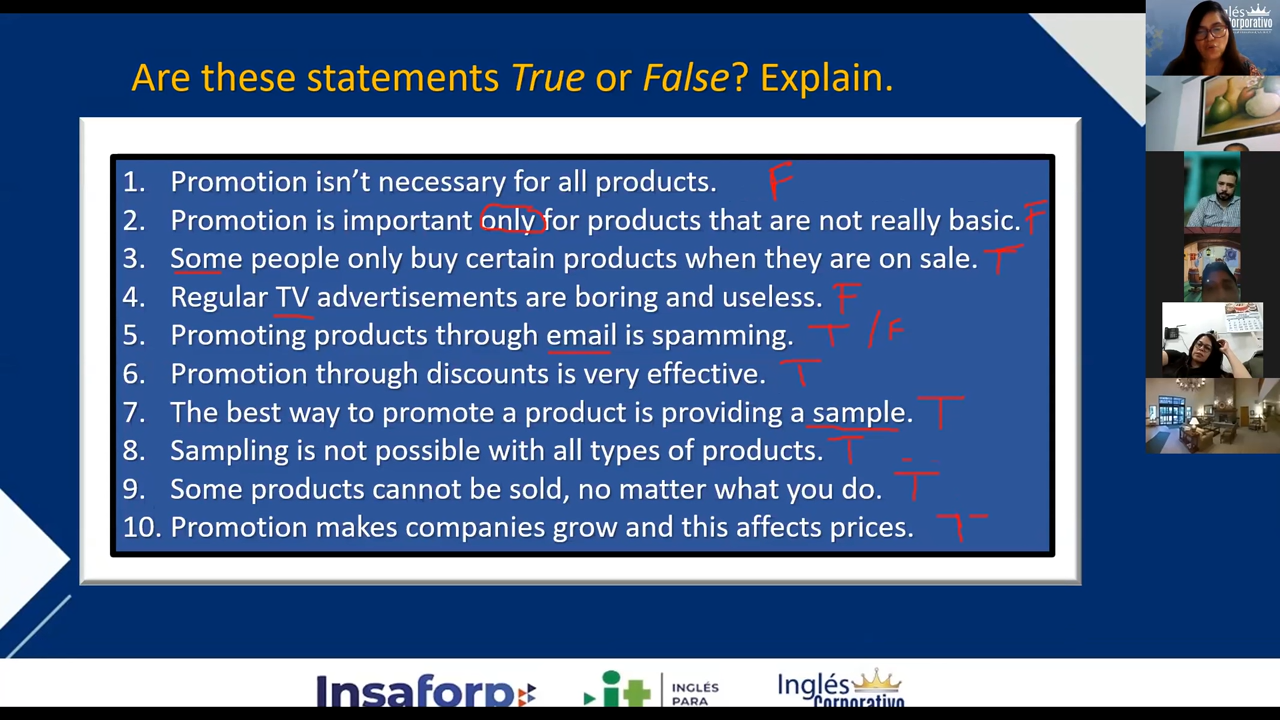 Inglés
Corporativo
Are these statements True or False? Explain.
1. Promotion isn't necessary for all products. F
2. Promotion is important only for products that are not really basic. F
3. Some people only buy certain products when they are on sale. T
4. Regular TV advertisements are boring and useless. F
5. Promoting products through email is spamming. T / F
6. Promotion through discounts is very effective. T
7. The best way to promote a product is providing a sample. T
8. Sampling is not possible with all types of products. T
9. Some products cannot be sold, no matter what you do. T
10. Promotion makes companies grow and this affects prices. T
Insaforp
it
INGLÉS
PARA
Inglés
Corporativo